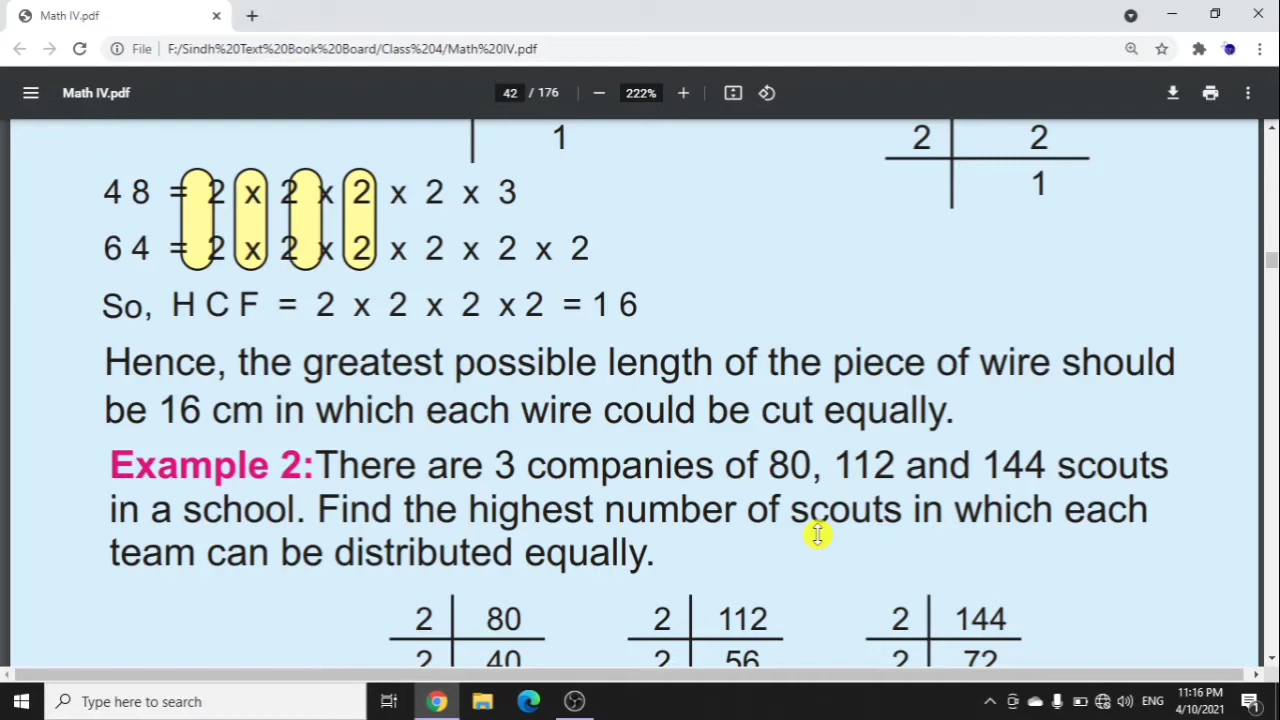 Math IV.pdf
File F:/Sindh%20Text%20Book%20Board/Class%204/Math%20IV.pdf
Math IV.pdf 42 / 176 222%
1
2 2
1
48 = 2 x 2 x 2 x 2 x 3
64 = 2 x 2 x 2 x 2 x 2 x 2
So, HCF = 2 x 2 x 2 x 2 = 16
Hence, the greatest possible length of the piece of wire should
be 16 cm in which each wire could be cut equally.
Example 2:There are 3 companies of 80, 112 and 144 scouts
in a school. Find the highest number of scouts in which each
team can be distributed equally.
2 80 2 112 2 144
2 40 2 56 2 72
Type here to search
ENG
11:16 PM
4/10/2021
1